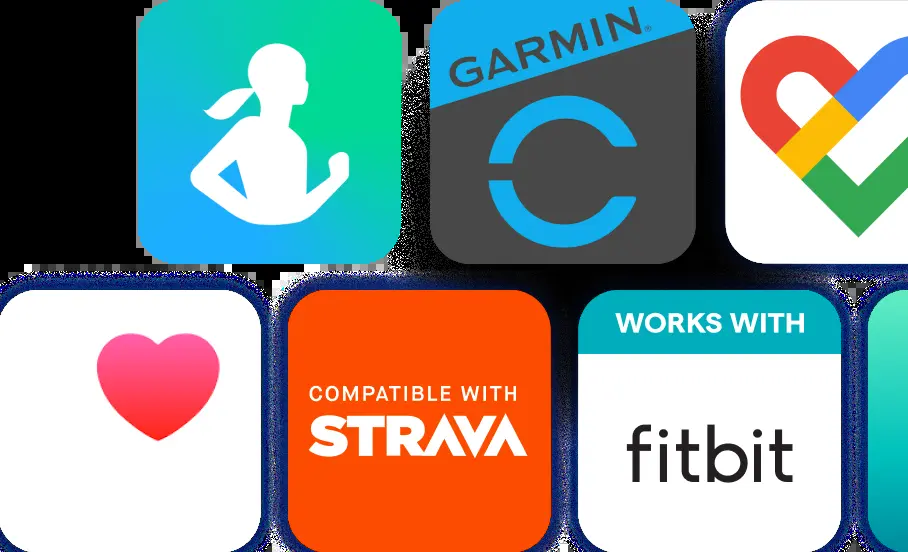 GARMIN®
COMPATIBLE WITH
STRAVA
WORKS WITH
fitbit